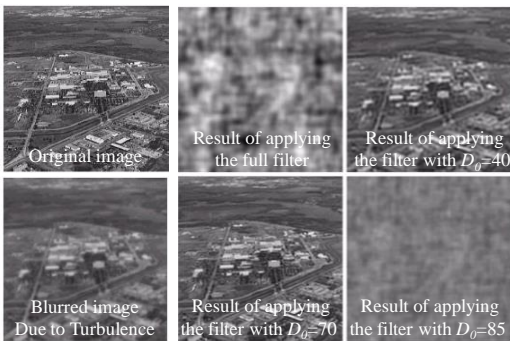 Original image
Result of applying
the full filter
Result of applying
the filter with D₀=40
Blurred image
Due to Turbulence
Result of applying
the filter with D₀=70
Result of applying
the filter with D₀=85